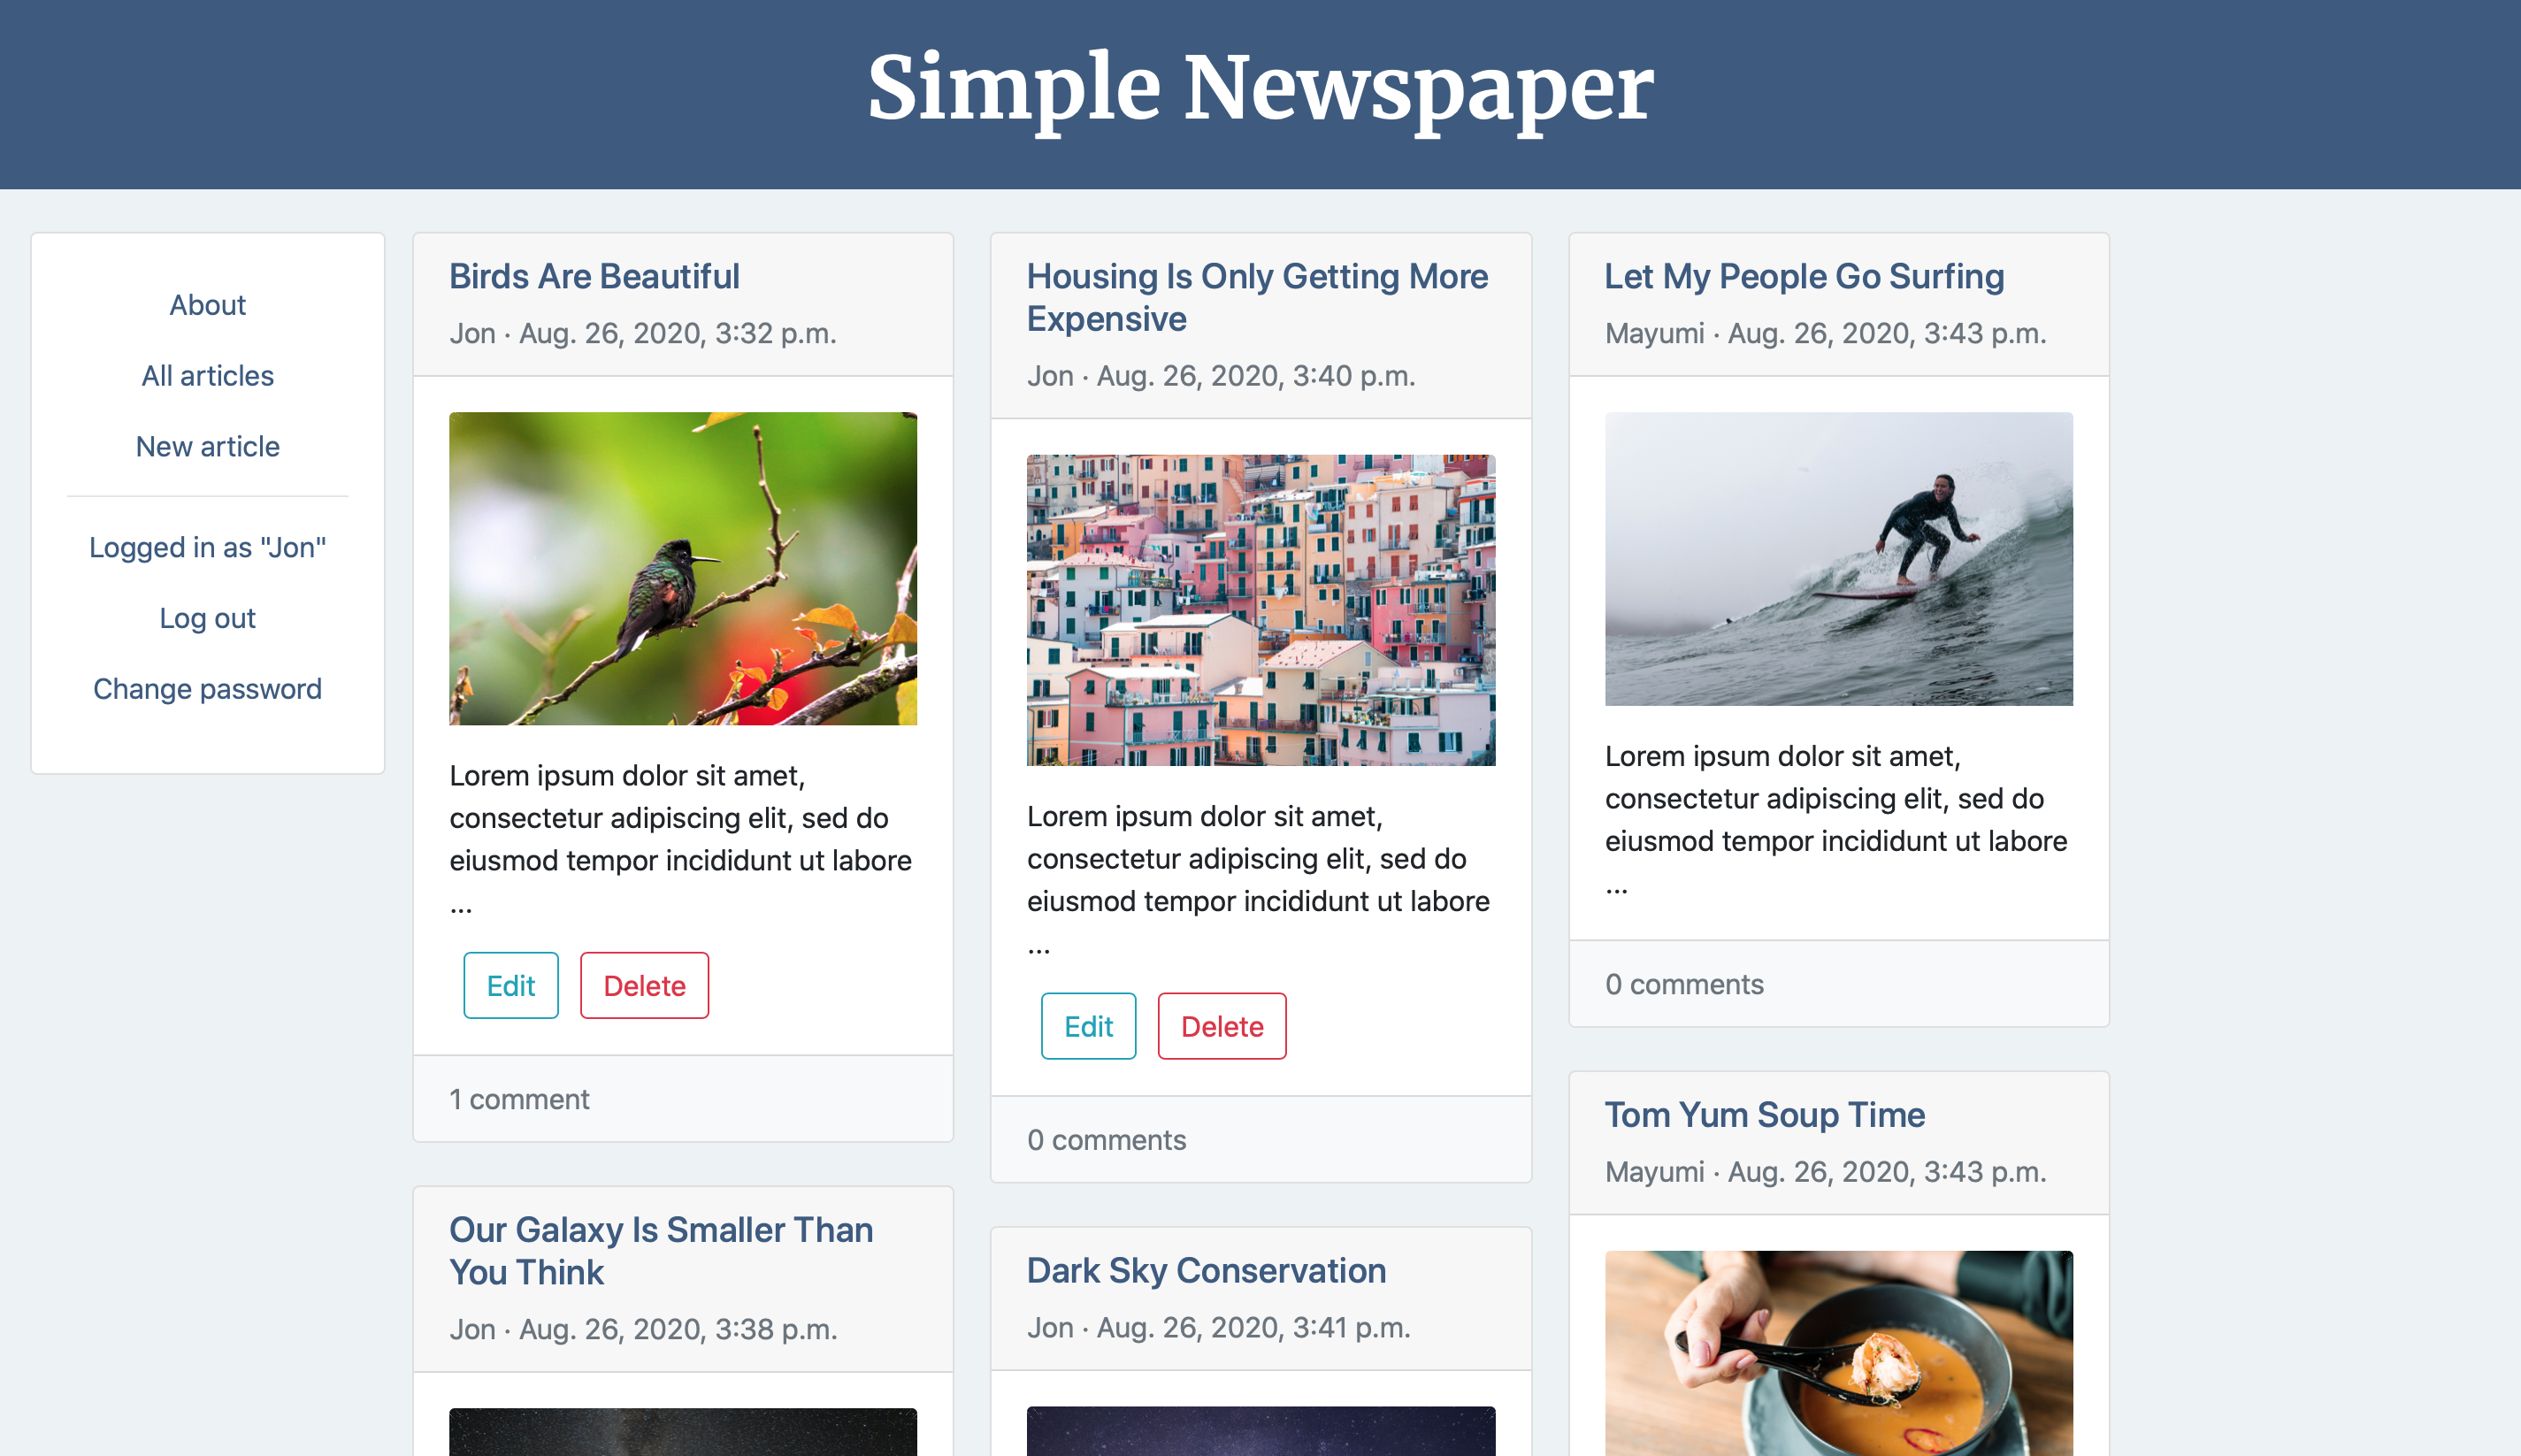 Simple Newspaper
About
All articles
New article
Logged in as "Jon"
Log out
Change password
Birds Are Beautiful
Jon · Aug. 26, 2020, 3:32 p.m.
Lorem ipsum dolor sit amet,
consectetur adipiscing elit, sed do
eiusmod tempor incididunt ut labore
...
Edit
Delete
1 comment
Our Galaxy Is Smaller Than
You Think
Jon · Aug. 26, 2020, 3:38 p.m.
Housing Is Only Getting More
Expensive
Jon · Aug. 26, 2020, 3:40 p.m.
Lorem ipsum dolor sit amet,
consectetur adipiscing elit, sed do
eiusmod tempor incididunt ut labore
...
Edit
Delete
0 comments
Dark Sky Conservation
Jon · Aug. 26, 2020, 3:41 p.m.
Let My People Go Surfing
Mayumi · Aug. 26, 2020, 3:43 p.m.
Lorem ipsum dolor sit amet,
consectetur adipiscing elit, sed do
eiusmod tempor incididunt ut labore
...
0 comments
Tom Yum Soup Time
Mayumi · Aug. 26, 2020, 3:43 p.m.